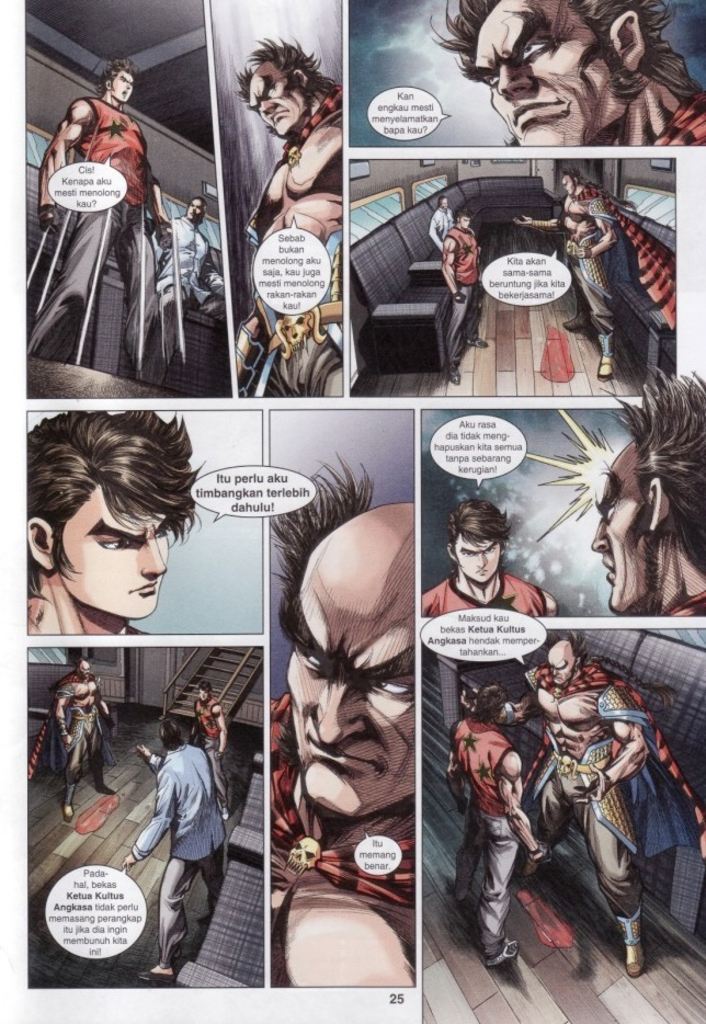 Cis!
Kenapa aku
mesti menolong
kau?
Sebab
bukan
menolong aku
saja, kau juga
mesti menolong
rakan-rakan
kau!
Kan
engkau mesti
menyelamatkan
bapa kau?
Kita akan
sama-sama
beruntung jika kita
bekerjasama!
Itu perlu aku
timbangkan terlebih
dahulu!
Pada-
hal, bekas
Ketua Kultus
Angkasa tidak perlu
memasang perangkap
itu jika dia ingin
membunuh kita
ini!
Itu
memang
benar.
Aku rasa
dia tidak meng-
hapuskan kita semua
tanpa sebarang
kerugian!
Maksud kau
bekas Ketua Kultus
Angkasa hendak memper-
tahankan...
25